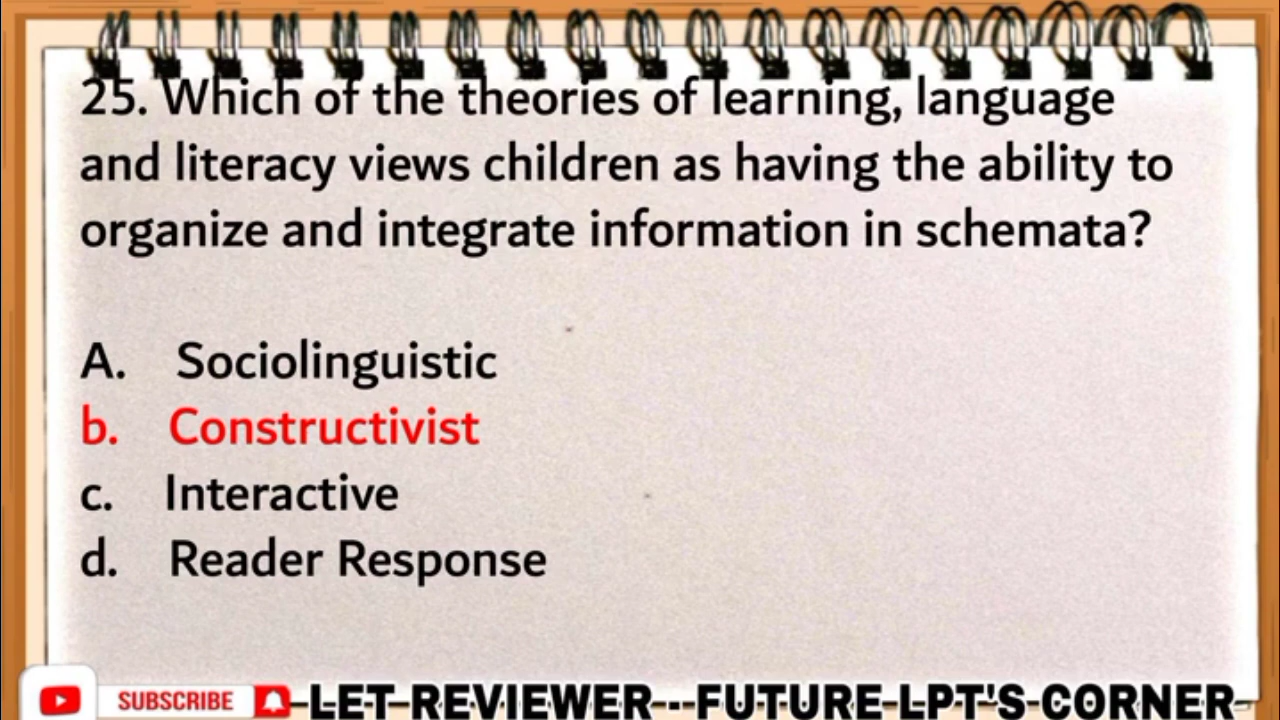 25. Which of the theories of learning, language
and literacy views children as having the ability to
organize and integrate information in schemata?
A. Sociolinguistic
b. Constructivist
c. Interactive
d. Reader Response
SUBSCRIBE LET REVIEWER - FUTURE LPT'S CORNER